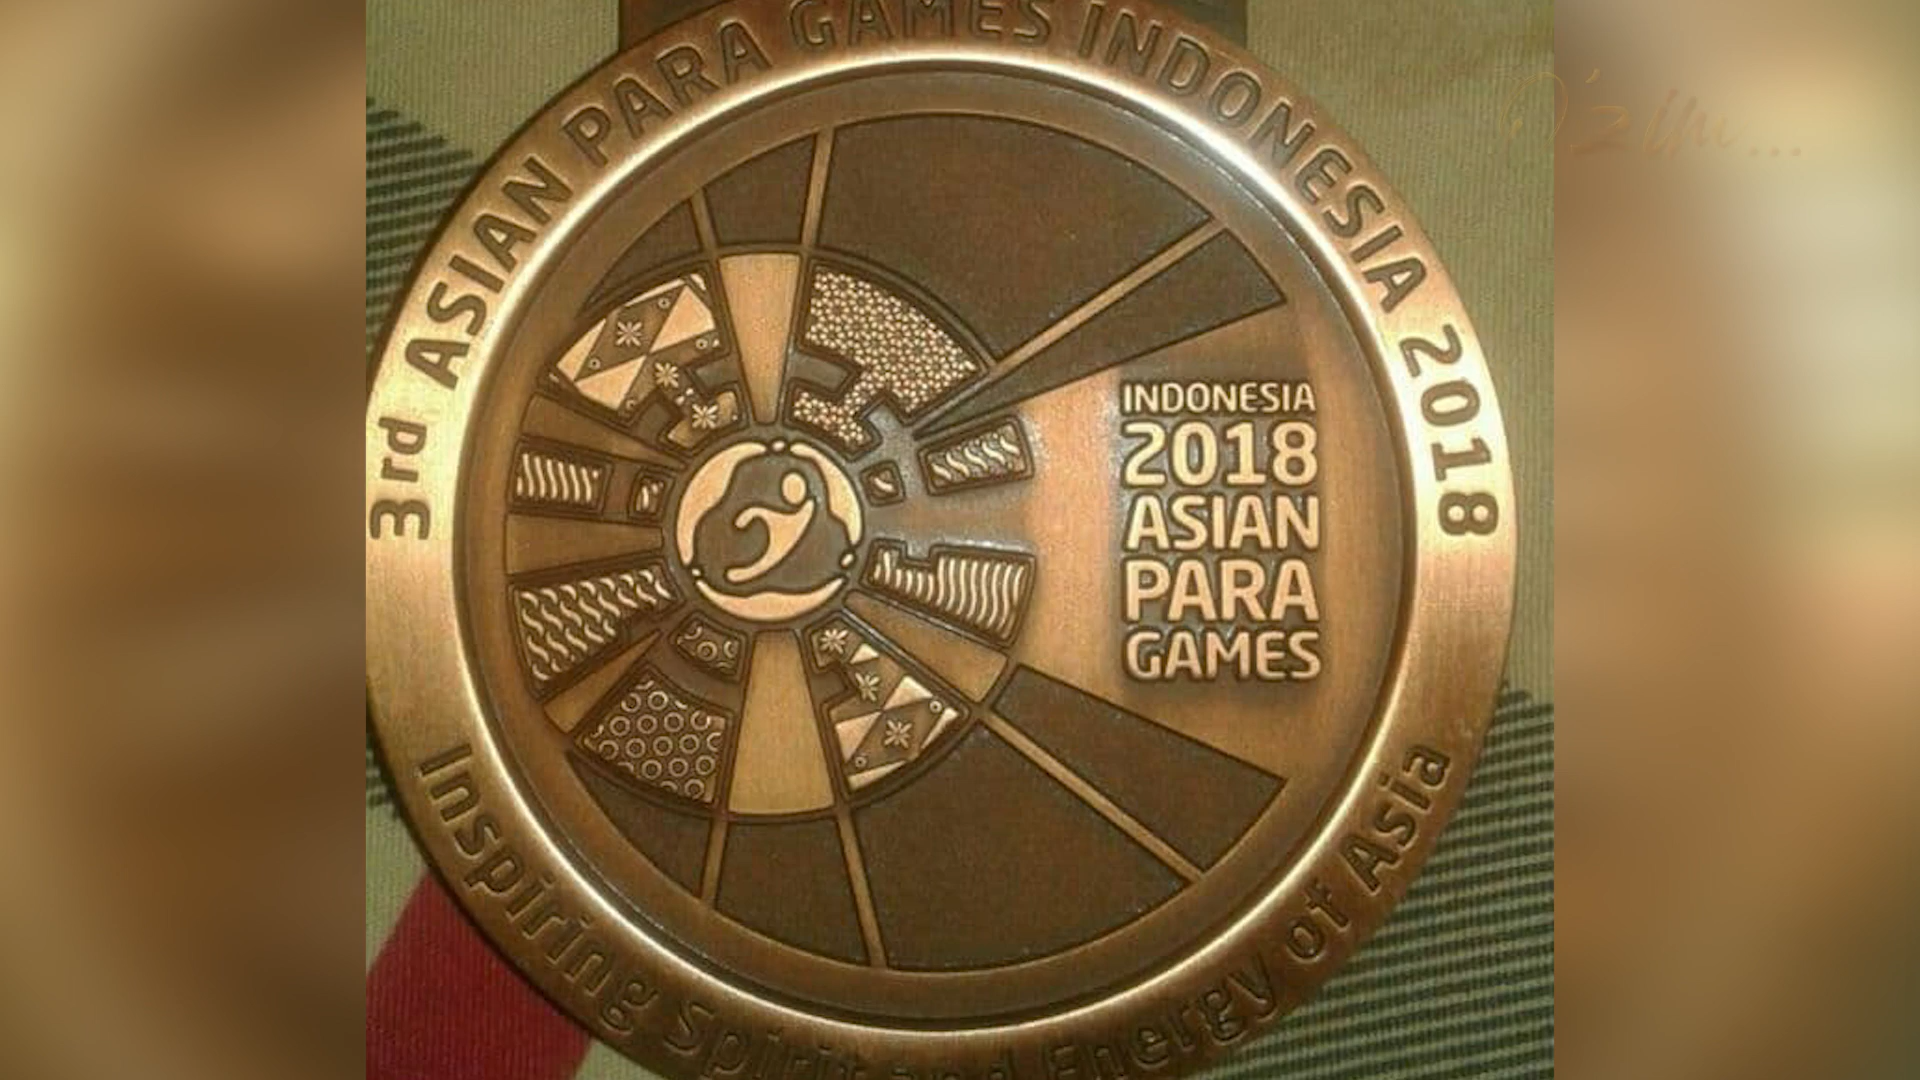 3rd ASIAN PARA GAMES INDONESIA 2018
INDONESIA
2018
ASIAN
PARA
GAMES
Inspiring Spirit and Energy of Asia